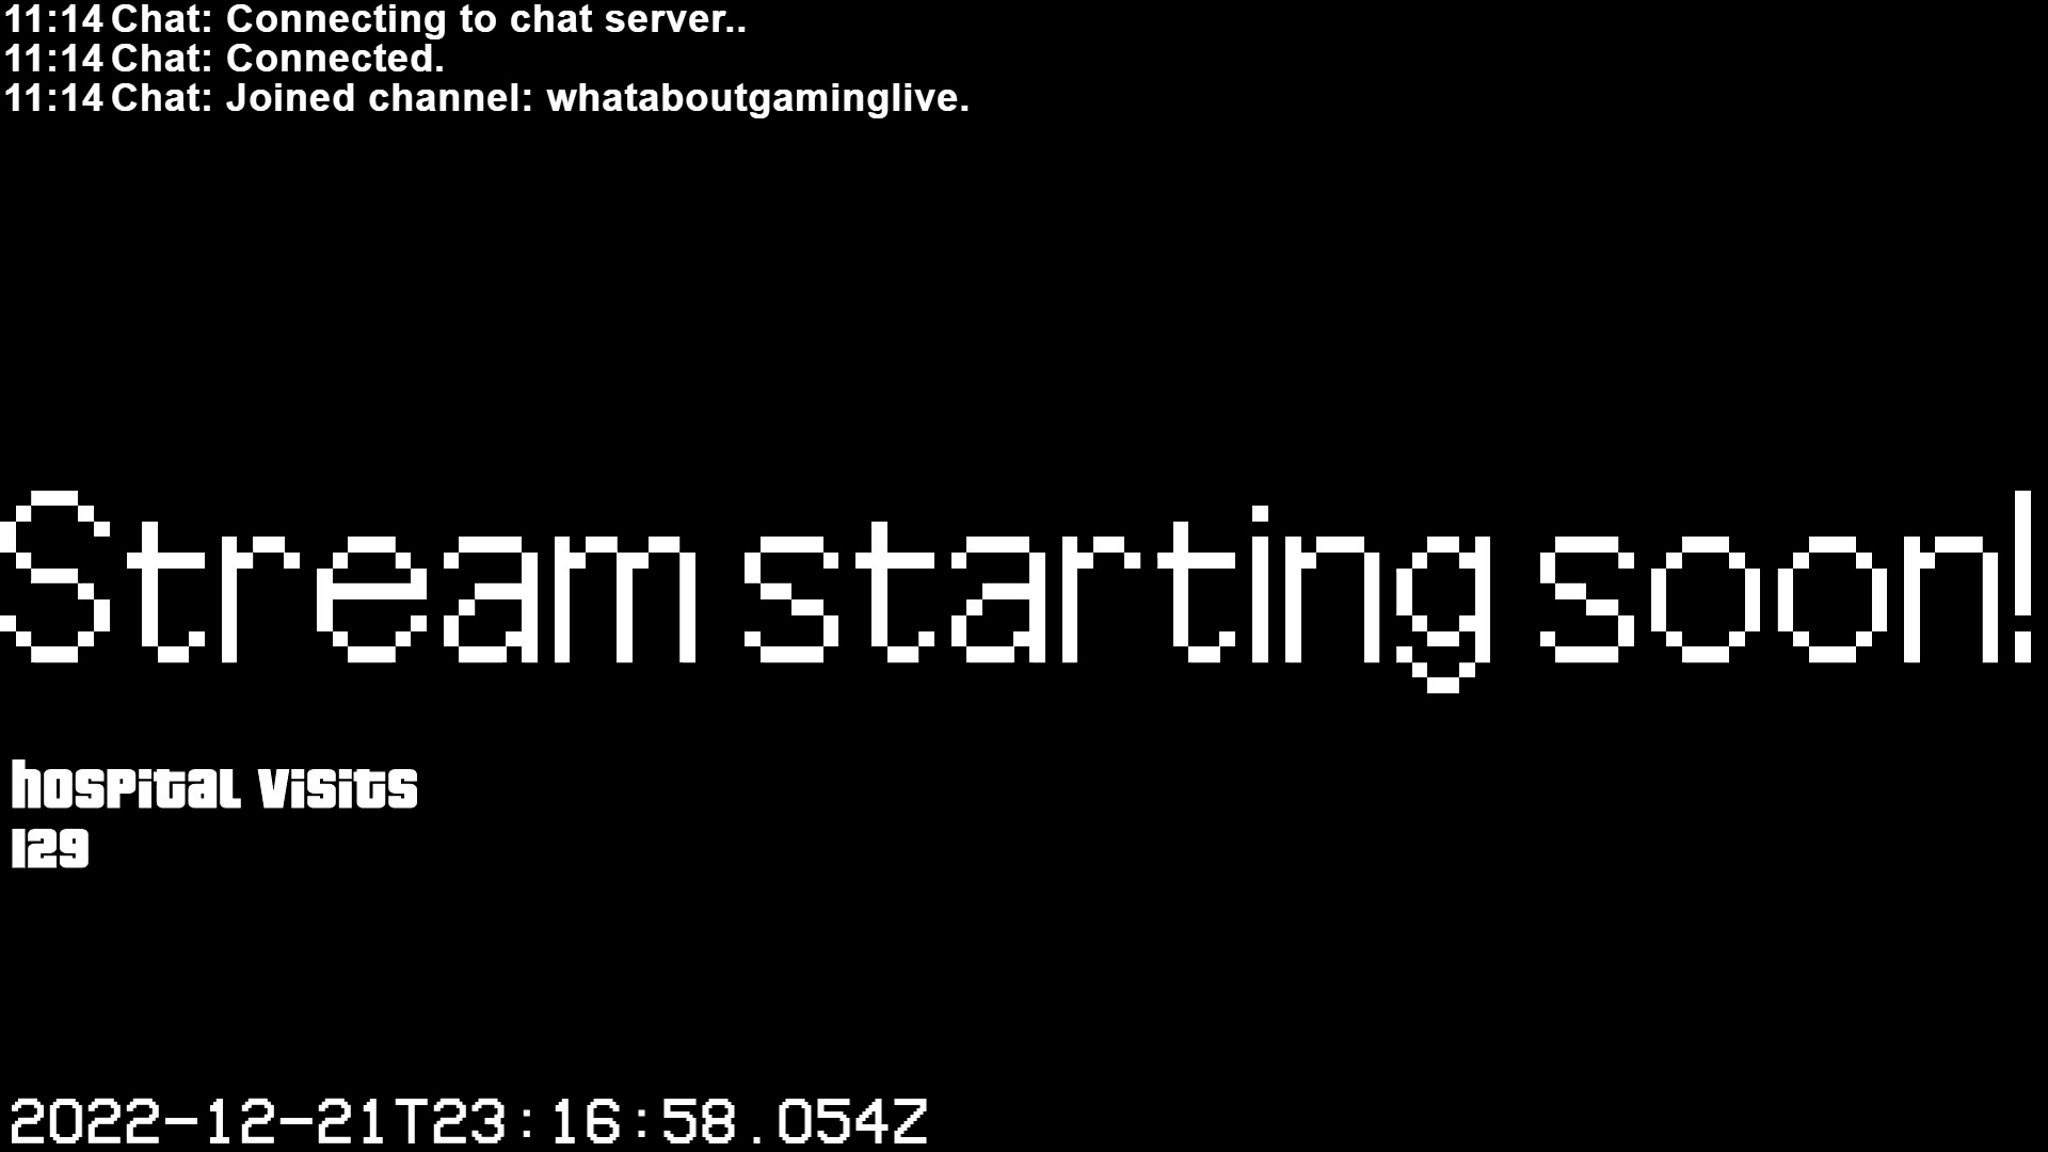 11:14 Chat: Connecting to chat server..
11:14 Chat: Connected.
11:14 Chat: Joined channel: whataboutgaminglive.
Stream starting soon!
hospital visits
129
2022-12-21T23:16:58.054Z